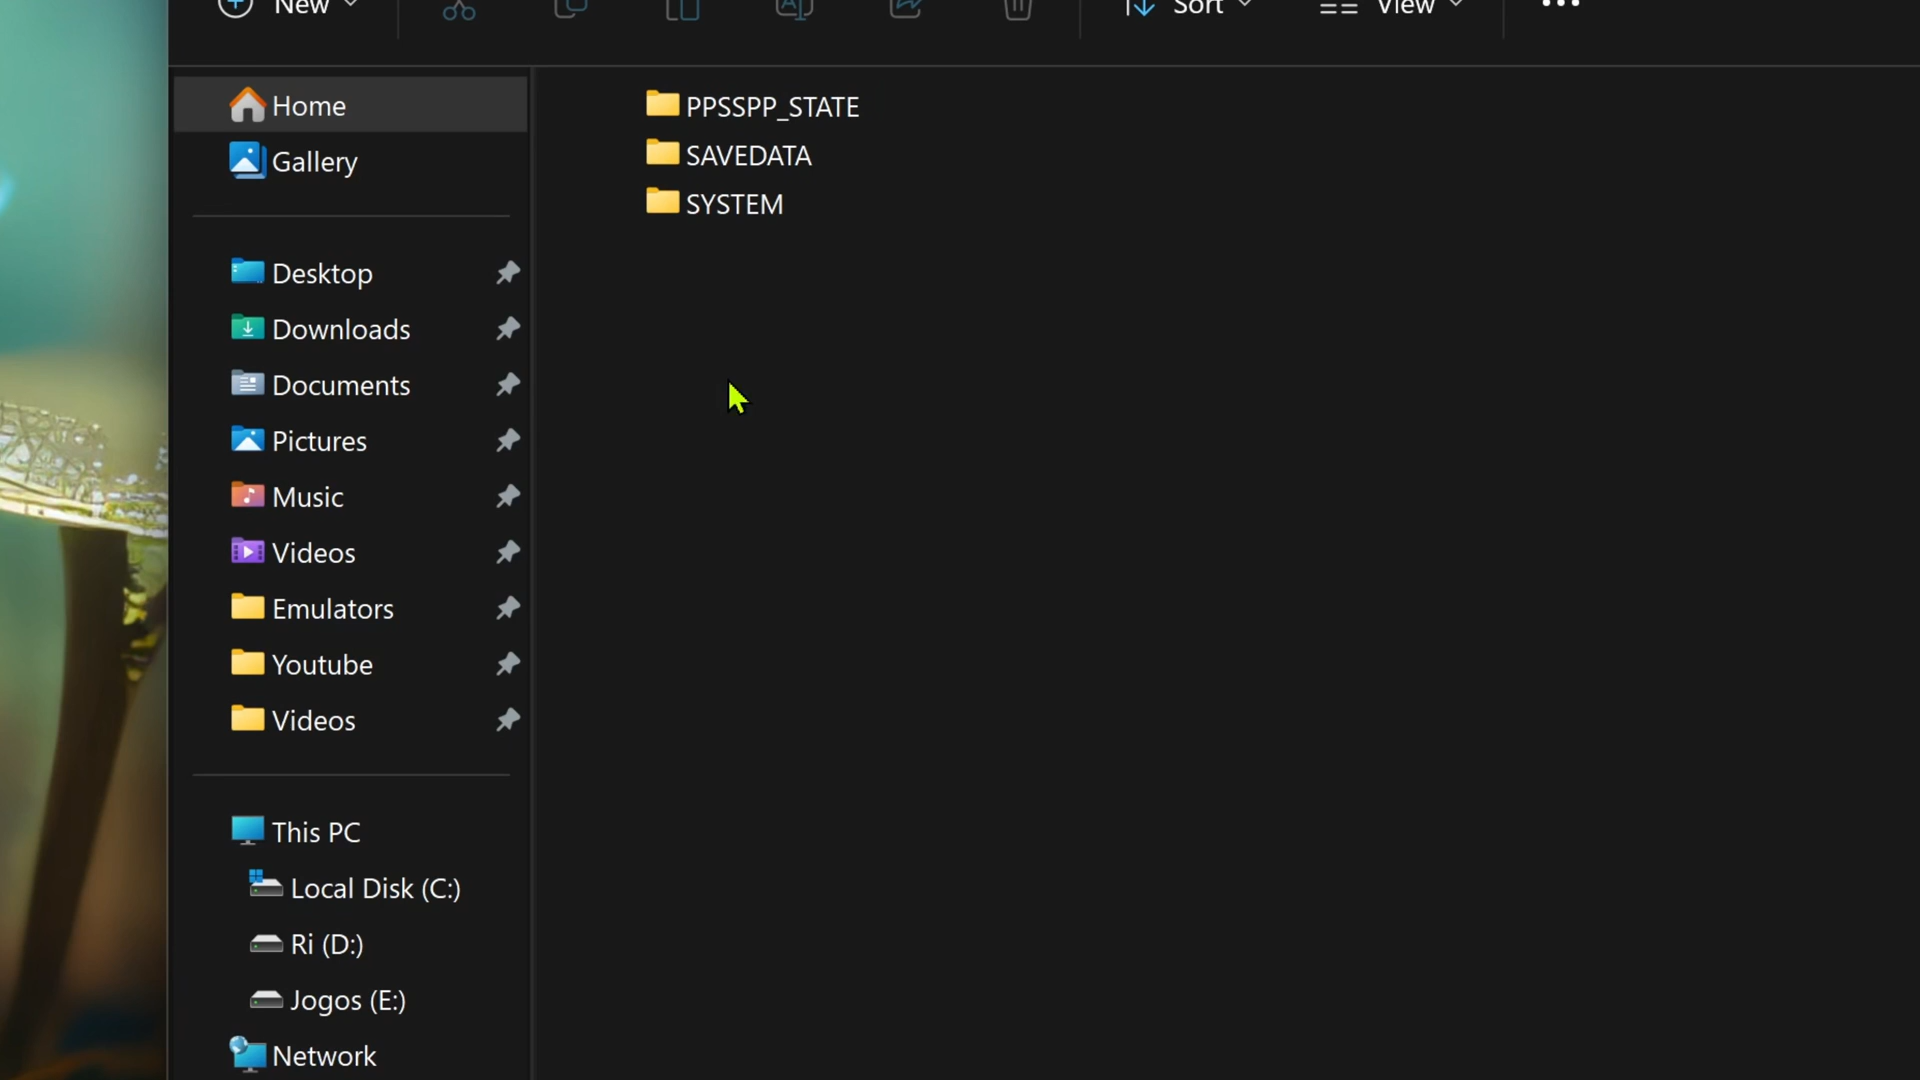 New
Sort
View
Home
Gallery
Desktop
Downloads
Documents
Pictures
Music
Videos
Emulators
Youtube
Videos
This PC
Local Disk (C:)
Ri (D:)
Jogos (E:)
Network
PPSSPP_STATE
SAVEDATA
SYSTEM